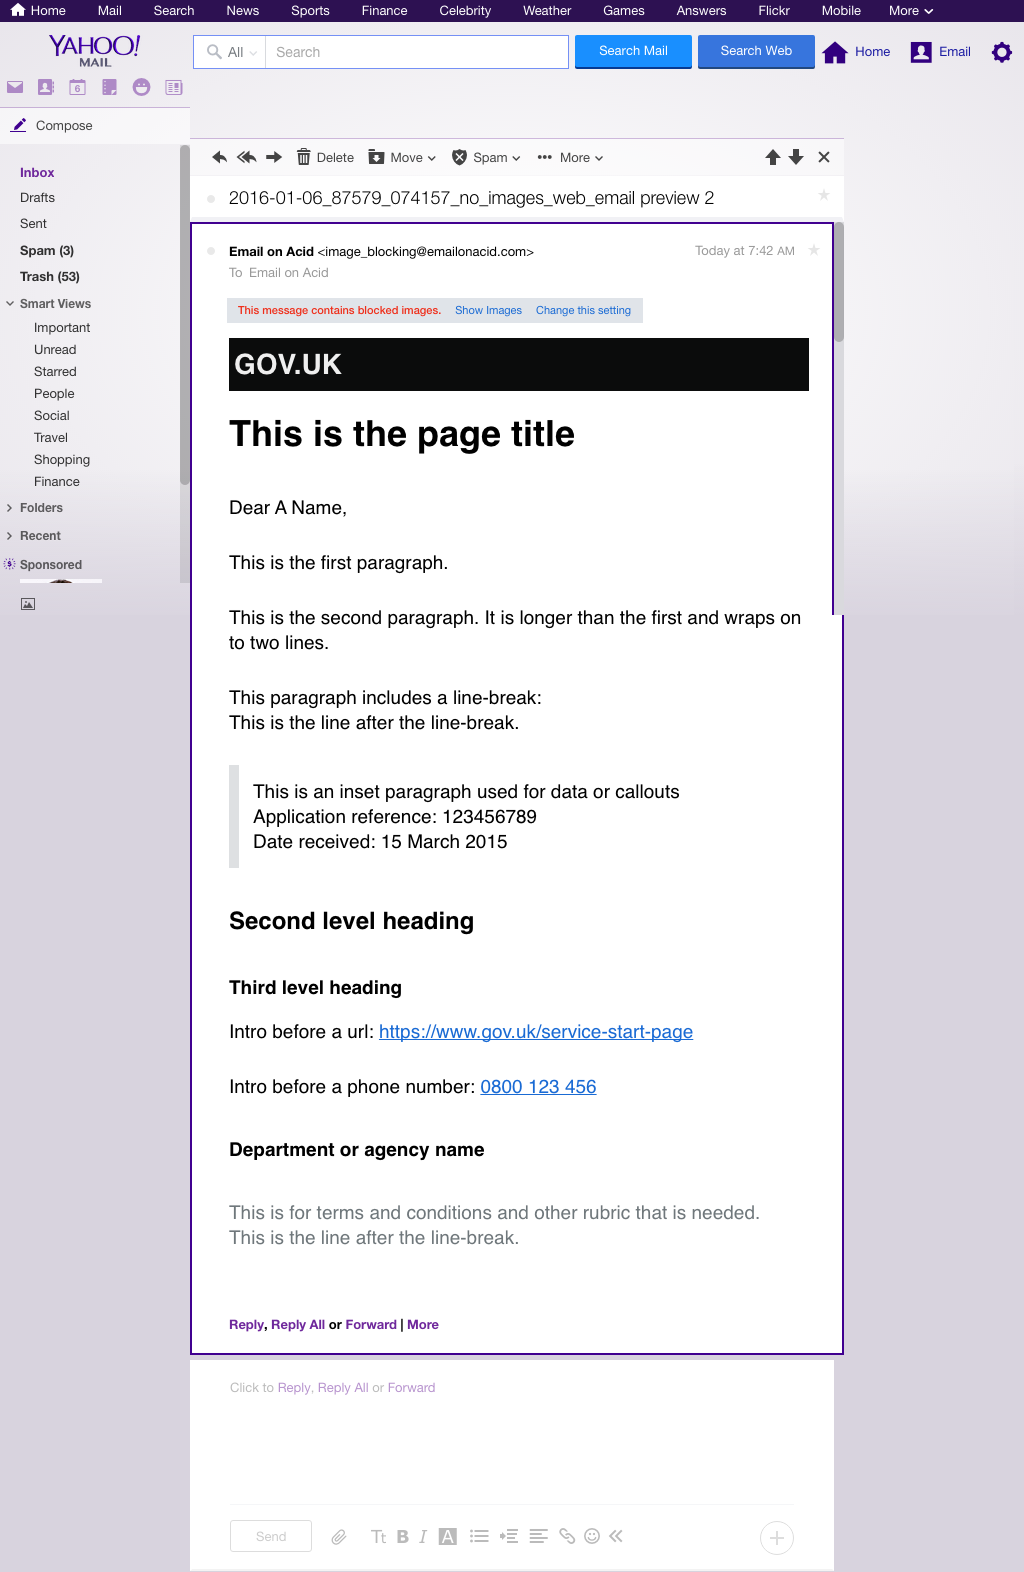 Home Mail Search News Sports Finance Celebrity Weather Games Answers Flickr Mobile More
YAHOO!
MAIL
All Search Search Mail Search Web Home Email
6
Compose
Inbox
Drafts
Sent
Spam (3)
Trash (53)
Smart Views
Important
Unread
Starred
People
Social
Travel
Shopping
Finance
Folders
Recent
Sponsored
Delete Move Spam More
2016-01-06_87579_074157_no_images_web_email preview 2
Email on Acid <image_blocking@emailonacid.com> Today at 7:42 AM
To Email on Acid
This message contains blocked images. Show Images Change this setting
GOV.UK
This is the page title
Dear A Name,
This is the first paragraph.
This is the second paragraph. It is longer than the first and wraps on
to two lines.
This paragraph includes a line-break:
This is the line after the line-break.
This is an inset paragraph used for data or callouts
Application reference: 123456789
Date received: 15 March 2015
Second level heading
Third level heading
Intro before a url: https://www.gov.uk/service-start-page
Intro before a phone number: 0800 123 456
Department or agency name
This is for terms and conditions and other rubric that is needed.
This is the line after the line-break.
Reply, Reply All or Forward | More
Click to Reply, Reply All or Forward
Send Tt B I A